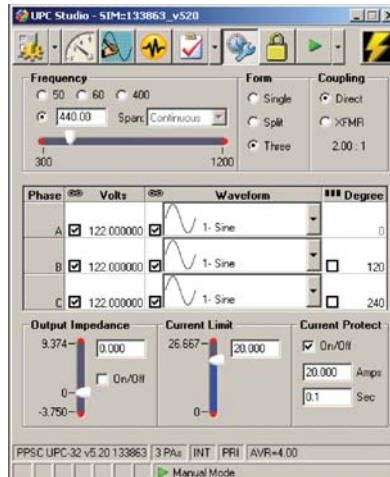 UPC Studio - SIM::133863_v520
Frequency
50 60 400
440.00 Span: Continuous
300 1200
Form
Single
Split
Three
Coupling
Direct
XFMR
2.00 : 1
Phase Volts Waveform Degree
A 122.000000 1- Sine 0
B 122.000000 1- Sine 120
C 122.000000 1- Sine 240
Output Impedance
9.374 0.000
On/Off
0
-3.750
Current Limit
26.667 20.000
0
Current Protect
On/Off
20.000 Amps
0.1 Sec
PPSC UPC-32 v5.20 133863 3 PAs INT PRI AVR=4.00
Manual Mode